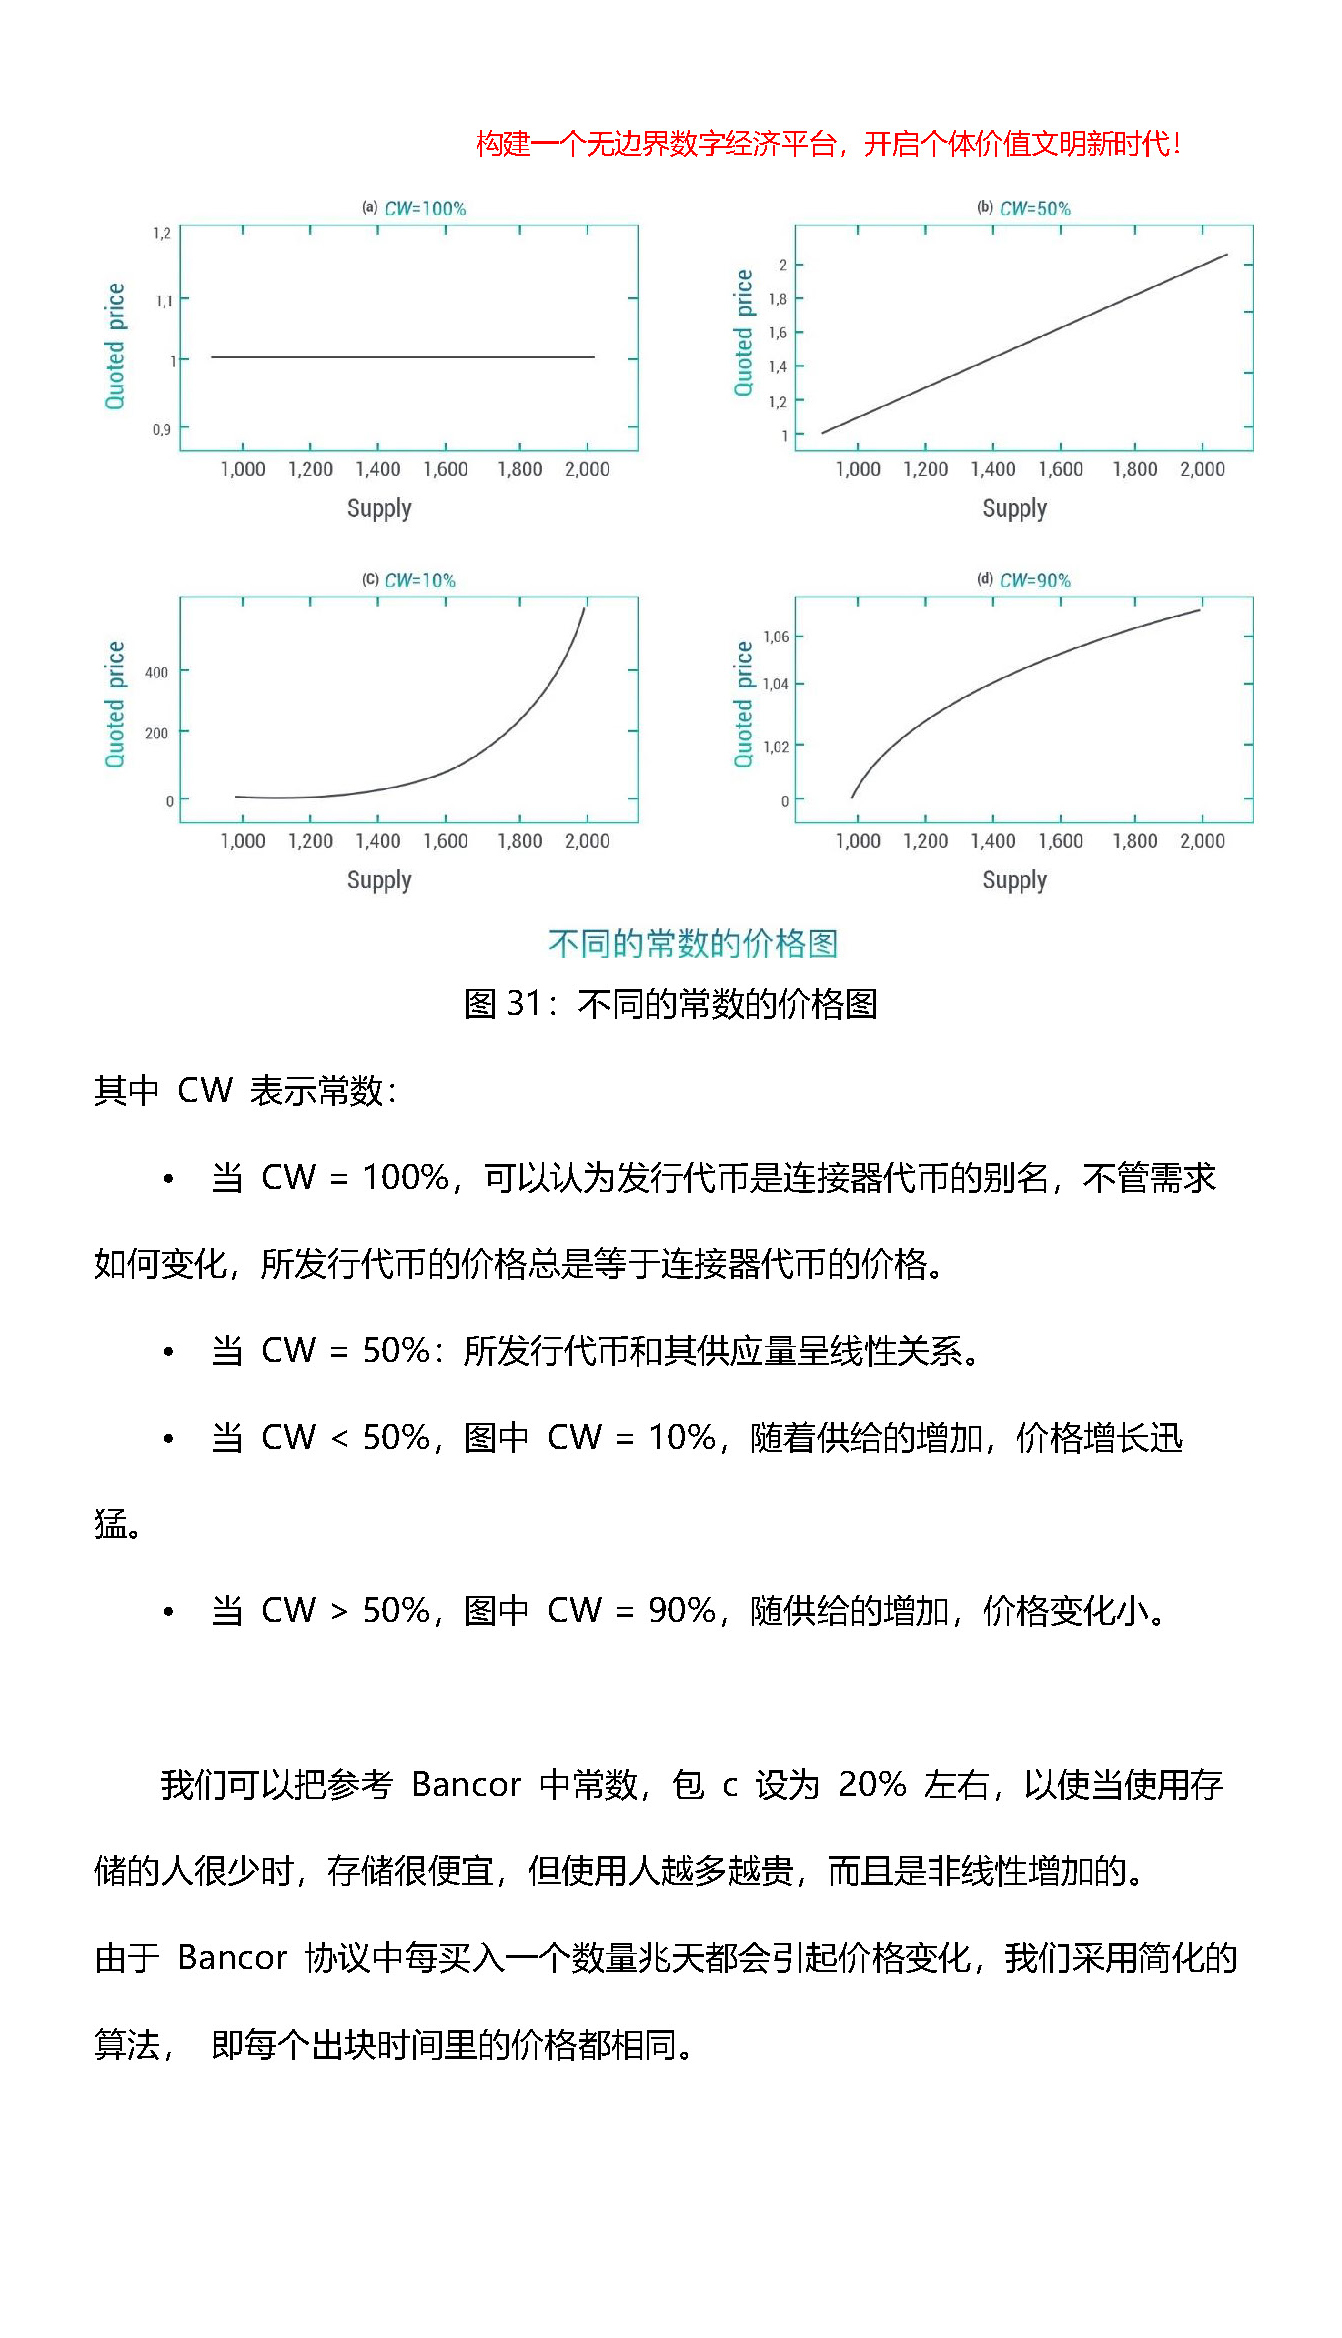 构建一个无边界数字经济平台，开启个体价值文明新时代！
(a) CW=100%
1,2
1,1
1
0,9
Quoted price
1,000 1,200 1,400 1,600 1,800 2,000
Supply
(b) CW=50%
2
1,8
1,6
1,4
1,2
1
Quoted price
1,000 1,200 1,400 1,600 1,800 2,000
Supply
(C) CW=10%
400
200
0
Quoted price
1,000 1,200 1,400 1,600 1,800 2,000
Supply
(d) CW=90%
1,06
1,04
1,02
0
Quoted price
1,000 1,200 1,400 1,600 1,800 2,000
Supply
不同的常数的价格图
图 31：不同的常数的价格图
其中 CW 表示常数：
• 当 CW = 100%，可以认为发行代币是连接器代币的别名，不管需求
如何变化，所发行代币的价格总是等于连接器代币的价格。
• 当 CW = 50%：所发行代币和其供应量呈线性关系。
• 当 CW < 50%，图中 CW = 10%，随着供给的增加，价格增长迅
猛。
• 当 CW > 50%，图中 CW = 90%，随供给的增加，价格变化小。
我们可以把参考 Bancor 中常数，包 c 设为 20% 左右，以使当使用存
储的人很少时，存储很便宜，但使用人越多越贵，而且是非线性增加的。
由于 Bancor 协议中每买入一个数量兆天都会引起价格变化，我们采用简化的
算法， 即每个出块时间里的价格都相同。